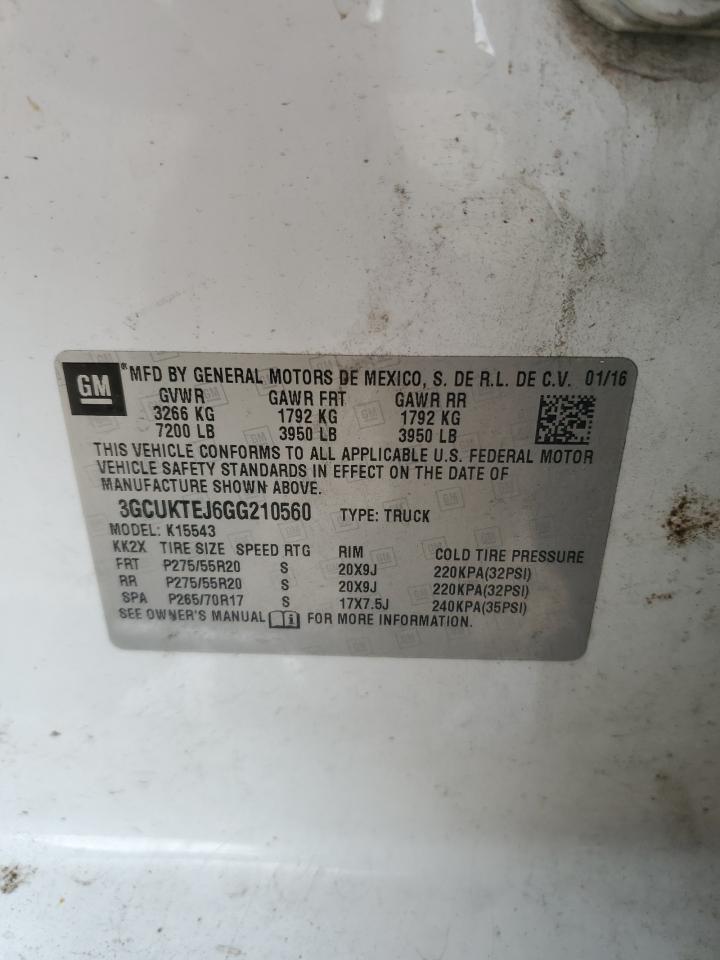 GM ® MFD BY GENERAL MOTORS DE MEXICO, S. DE R.L. DE C.V. 01/16
GVWR GAWR FRT GAWR RR
3266 KG 1792 KG 1792 KG
7200 LB 3950 LB 3950 LB
THIS VEHICLE CONFORMS TO ALL APPLICABLE U.S. FEDERAL MOTOR
VEHICLE SAFETY STANDARDS IN EFFECT ON THE DATE OF
MANUFACTURE SHOWN ABOVE.
3GCUKTEJ6GG210560 TYPE: TRUCK
MODEL: K15543
KK2X TIRE SIZE SPEED RTG RIM COLD TIRE PRESSURE
FRT P275/55R20 S 20X9J 220KPA(32PSI)
RR P275/55R20 S 20X9J 220KPA(32PSI)
SPA P265/70R17 S 17X7.5J 240KPA(35PSI)
SEE OWNER'S MANUAL FOR MORE INFORMATION.